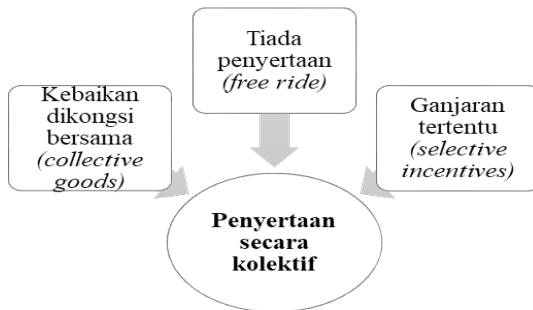 Tiada
penyertaan
(free ride)
Kebaikan
dikongsi
bersama
(collective
goods)
Ganjaran
tertentu
(selective
incentives)
Penyertaan
secara
kolektif